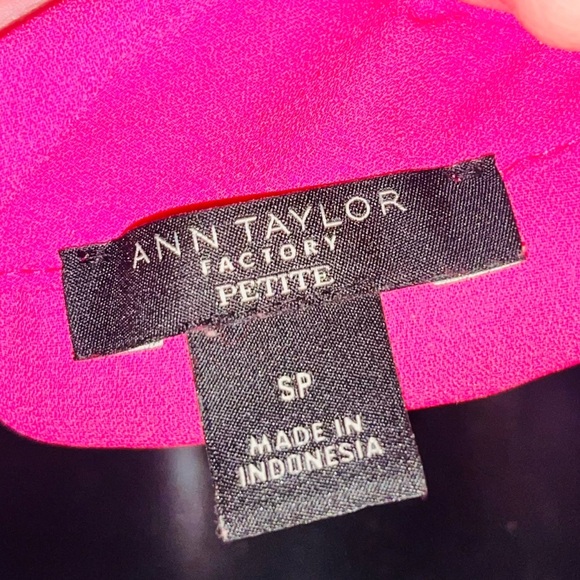 ANN TAYLOR
FACTORY
PETITE
SP
MADE IN
INDONESIA